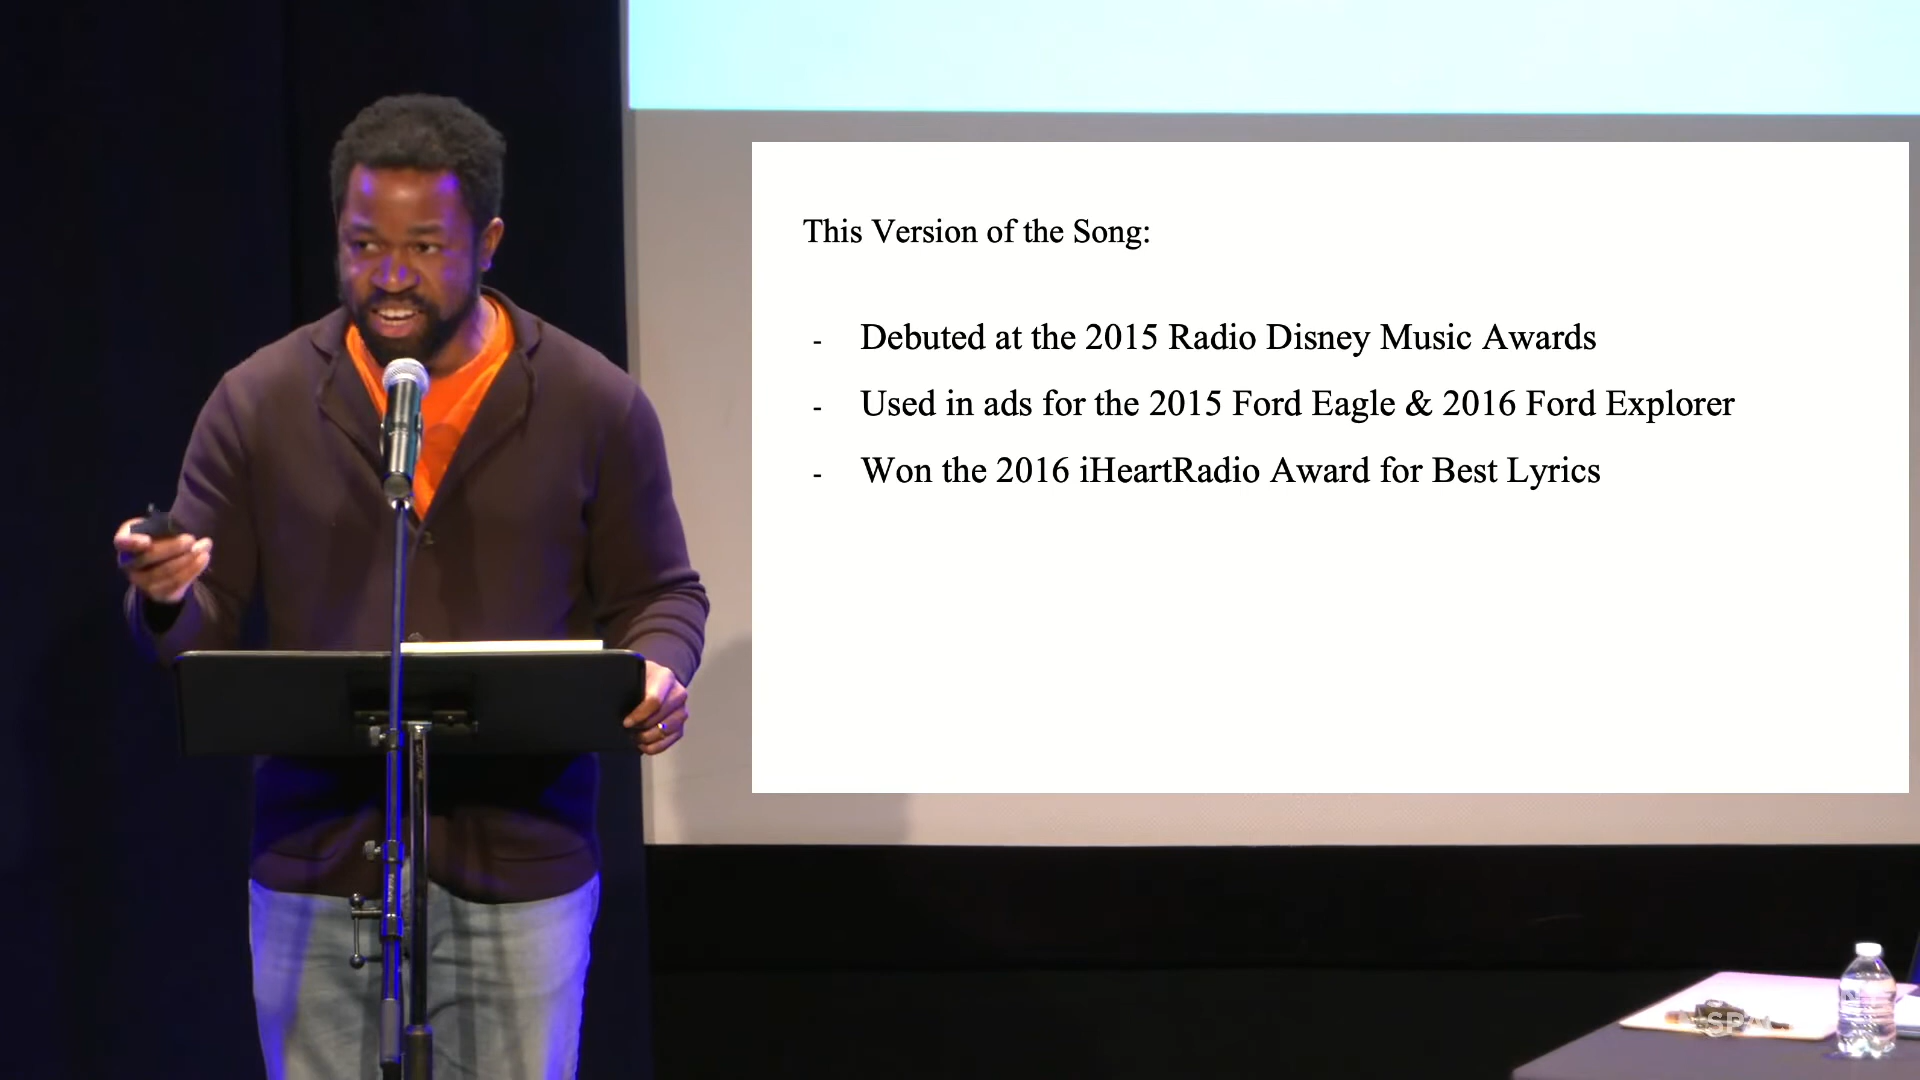 This Version of the Song:
- Debuted at the 2015 Radio Disney Music Awards
- Used in ads for the 2015 Ford Eagle & 2016 Ford Explorer
- Won the 2016 iHeartRadio Award for Best Lyrics